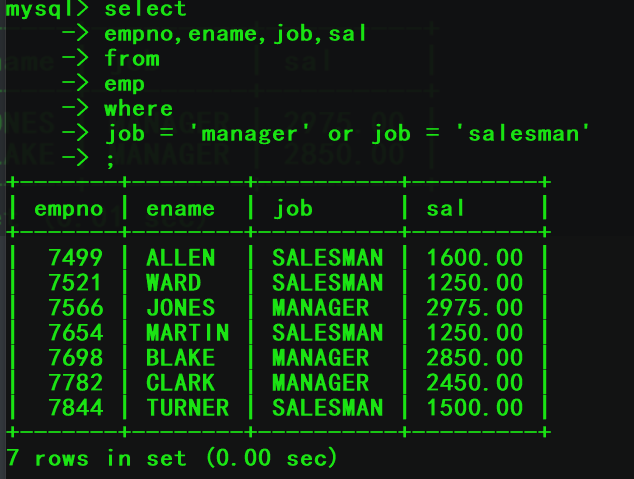 mysql> select
    -> empno,ename,job,sal
    -> from
    -> emp
    -> where
    -> job = 'manager' or job = 'salesman'
    -> ;
+-------+--------+----------+---------+
| empno | ename  | job      | sal     |
+-------+--------+----------+---------+
|  7499 | ALLEN  | SALESMAN | 1600.00 |
|  7521 | WARD   | SALESMAN | 1250.00 |
|  7566 | JONES  | MANAGER  | 2975.00 |
|  7654 | MARTIN | SALESMAN | 1250.00 |
|  7698 | BLAKE  | MANAGER  | 2850.00 |
|  7782 | CLARK  | MANAGER  | 2450.00 |
|  7844 | TURNER | SALESMAN | 1500.00 |
+-------+--------+----------+---------+
7 rows in set (0.00 sec)